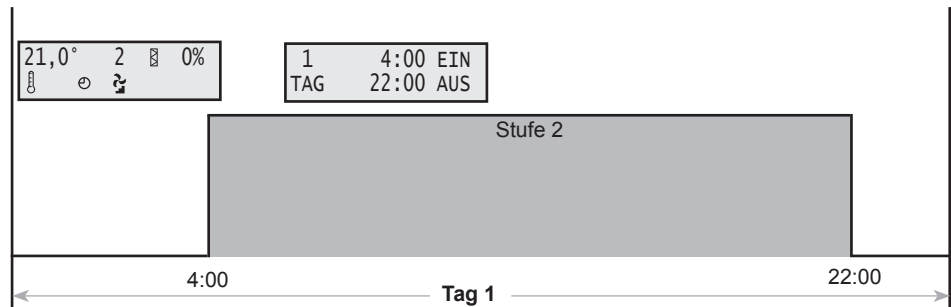 21,0° 2 0%
1 4:00 EIN
TAG 22:00 AUS
Stufe 2
4:00
22:00
Tag 1